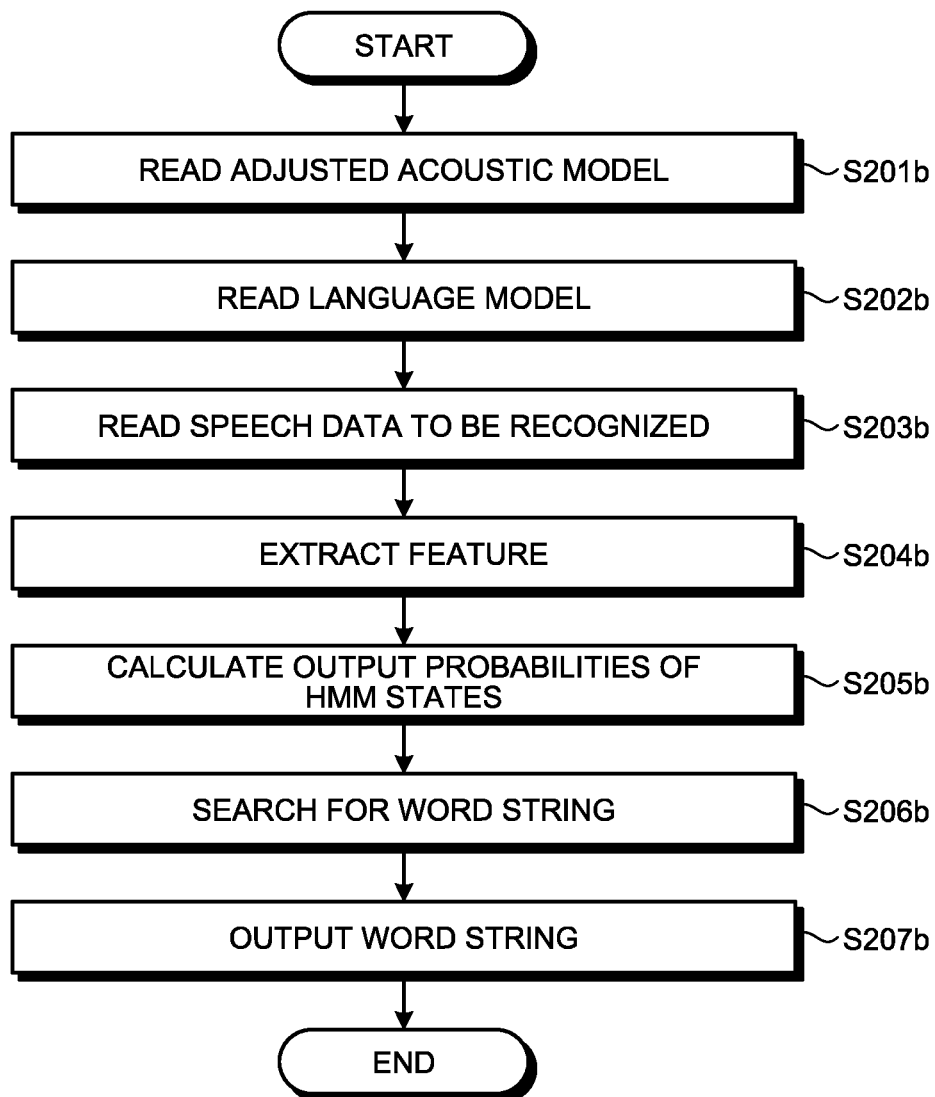 START
READ ADJUSTED ACOUSTIC MODEL
S201b
READ LANGUAGE MODEL
S202b
READ SPEECH DATA TO BE RECOGNIZED
S203b
EXTRACT FEATURE
S204b
CALCULATE OUTPUT PROBABILITIES OF
HMM STATES
S205b
SEARCH FOR WORD STRING
S206b
OUTPUT WORD STRING
S207b
END